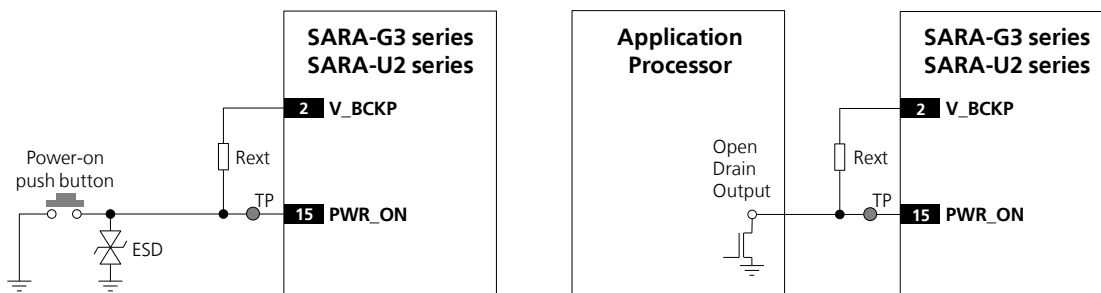 SARA-G3 series
SARA-U2 series
2 V_BCKP
Rext
Power-on
push button
TP
15 PWR_ON
ESD
Application
Processor
Open
Drain
Output
SARA-G3 series
SARA-U2 series
2 V_BCKP
Rext
TP
15 PWR_ON